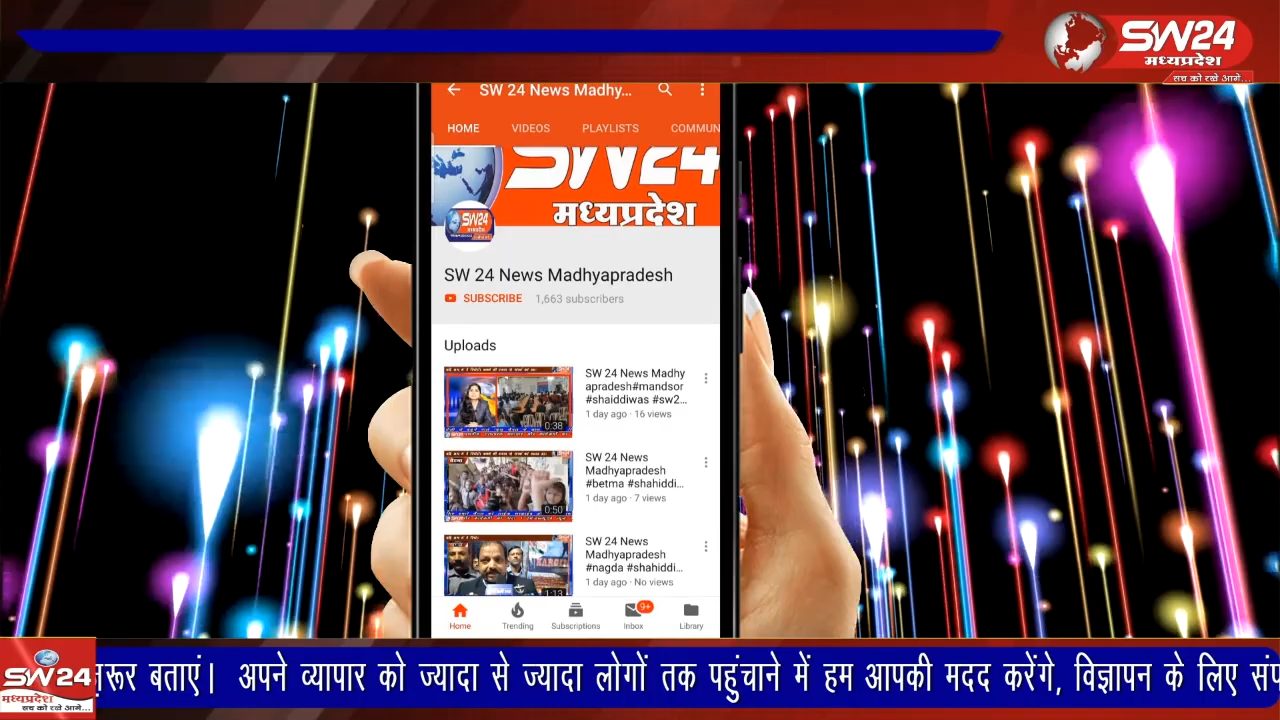 SW24
मध्यप्रदेश
सच को रखे आगे...
SW 24 News Madhy...
HOME VIDEOS PLAYLISTS COMMUN
SW24
मध्यप्रदेश
SW24
SW 24 News Madhyapradesh
SUBSCRIBE 1,663 subscribers
Uploads
SW 24 News Madhy
apradesh#mandsor
#shaiddiwas #sw2...
1 day ago · 16 views
0:38
SW 24 News
Madhyapradesh
#betma #shahiddi...
1 day ago · 7 views
0:50
SW 24 News
Madhyapradesh
#nagda #shahiddi...
1 day ago · No views
1:13
9+
Home Trending Subscriptions Inbox Library
SW24
मध्यप्रदेश
सच को रखे आगे...
ज़रूर बताएं। अपने व्यापार को ज्यादा से ज्यादा लोगों तक पहुंचाने में हम आपकी मदद करेंगे, विज्ञापन के लिए संप